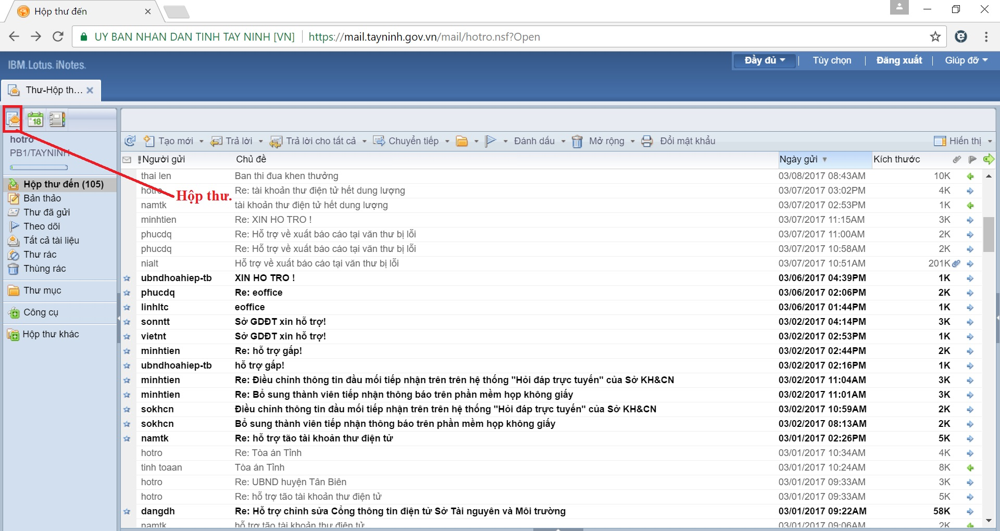 Hộp thư đến
UY BAN NHAN DAN TINH TAY NINH [VN] https://mail.tayninh.gov.vn/mail/hotro.nsf?Open
IBM.Lotus.iNotes.
Đầy đủ Tùy chọn Đăng xuất Giúp đỡ
Thư-Hộp th...
18
hotro
PB1/TAYNINH
Hộp thư đến (105)
Bản thảo
Thư đã gửi
Theo dõi
Tất cả tài liệu
Thư rác
Thùng rác
Thư mục
Công cụ
Hộp thư khác
Hộp thư.
Tạo mới Trả lời Trả lời cho tất cả Chuyển tiếp Đánh dấu Mở rộng Đổi mật khẩu Hiển thị
Người gửi Chủ đề Ngày gửi Kích thước
thai len Ban thi đua khen thưởng 03/08/2017 08:43AM 10K
hotro Re: tài khoản thư điện tử hết dung lượng 03/07/2017 03:02PM 4K
namtk tài khoản thư điện tử hết dung lượng 03/07/2017 02:53PM 1K
minhtien Re: XIN HO TRO ! 03/07/2017 11:15AM 3K
phucdq Re: Hỗ trợ về xuất báo cáo tại văn thư bị lỗi 03/07/2017 11:00AM 2K
phucdq Re: Hỗ trợ về xuất báo cáo tại văn thư bị lỗi 03/07/2017 10:58AM 2K
nialt Hỗ trợ về xuất báo cáo tại văn thư bị lỗi 03/07/2017 10:51AM 201K
ubndhoahiep-tb XIN HO TRO ! 03/06/2017 04:39PM 1K
phucdq Re: eoffice 03/06/2017 02:06PM 2K
linhltc eoffice 03/06/2017 01:44PM 1K
sonntt Sở GDĐT xin hỗ trợ! 03/02/2017 04:14PM 3K
vietnt Sở GDĐT xin hỗ trợ! 03/02/2017 02:53PM 1K
minhtien Re: hỗ trợ gấp! 03/02/2017 02:44PM 2K
ubndhoahiep-tb hỗ trợ gấp! 03/02/2017 02:16PM 1K
minhtien Re: Điều chỉnh thông tin đầu mối tiếp nhận trên trên hệ thống "Hỏi đáp trực tuyến" của Sở KH&CN 03/02/2017 11:04AM 3K
minhtien Re: Bổ sung thành viên tiếp nhận thông báo trên phần mềm họp không giấy 03/02/2017 11:01AM 3K
sokhcn Điều chỉnh thông tin đầu mối tiếp nhận trên trên hệ thống "Hỏi đáp trực tuyến" của Sở KH&CN 03/02/2017 10:59AM 2K
sokhcn Bổ sung thành viên tiếp nhận thông báo trên phần mềm họp không giấy 03/02/2017 08:13AM 2K
namtk Re: hỗ trợ tão tài khoản thư điện tử 03/01/2017 02:26PM 5K
hotro Re: Tòa án Tỉnh 03/01/2017 10:34AM 4K
tinh toaan Tòa án Tỉnh 03/01/2017 10:24AM 8K
hotro Re: UBND huyện Tân Biên 03/01/2017 09:33AM 3K
hotro Re: hỗ trợ tão tài khoản thư điện tử 03/01/2017 09:33AM 5K
dangdh Re: Hỗ trợ chỉnh sửa Cổng thông tin điện tử Sở Tài nguyên và Môi trường 03/01/2017 09:22AM 58K
namtk hỗ trợ tão tài khoản thư điện tử 03/01/2017 09:06AM 2K